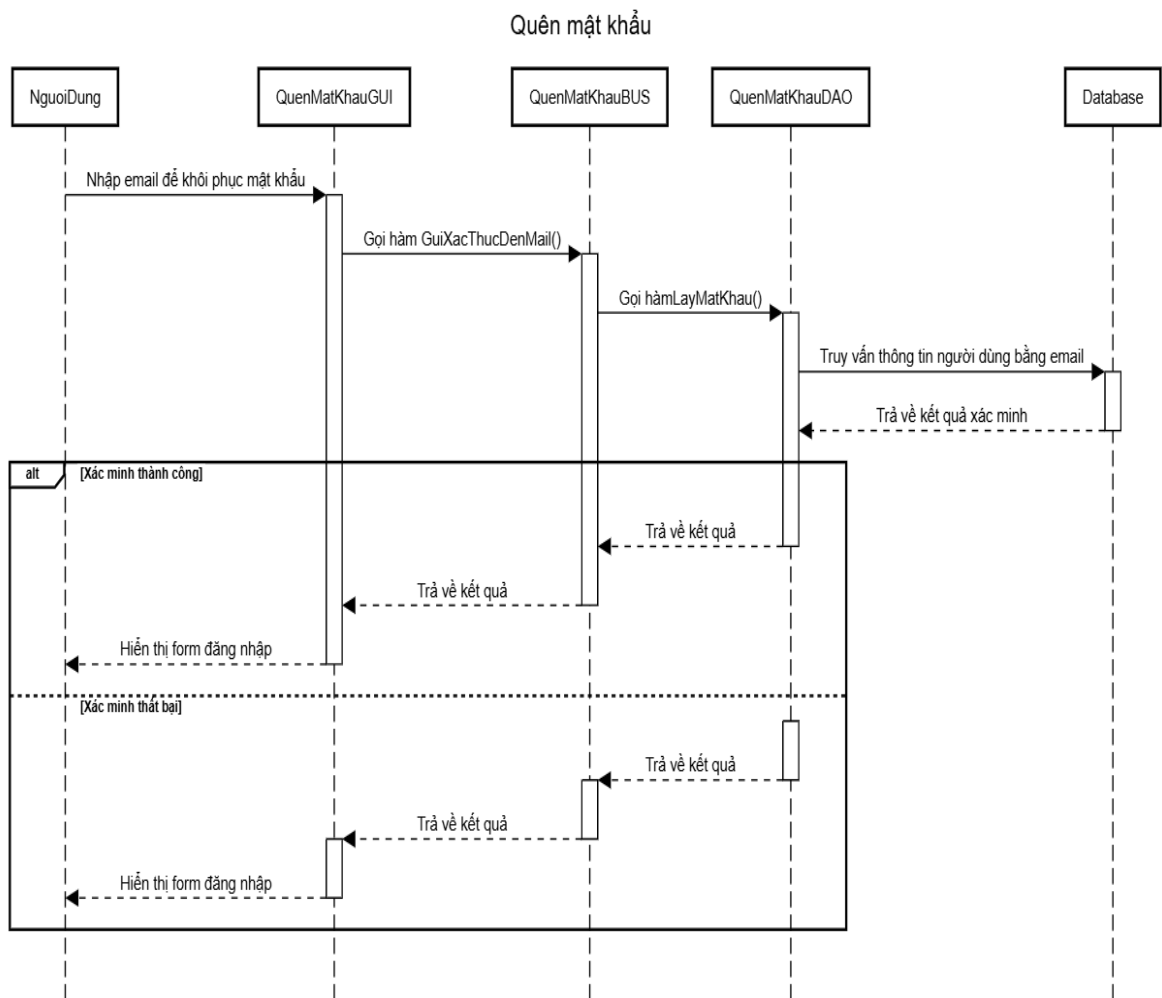 Quên mật khẩu
NguoiDung
QuenMatKhauGUI
QuenMatKhauBUS
QuenMatKhauDAO
Database
Nhập email để khôi phục mật khẩu
Gọi hàm GuiXacThucDenMail()
Gọi hàmLayMatKhau()
Truy vấn thông tin người dùng bằng email
Trả về kết quả xác minh
alt
[Xác minh thành công]
Trả về kết quả
Trả về kết quả
Hiển thị form đăng nhập
[Xác minh thất bại]
Trả về kết quả
Trả về kết quả
Hiển thị form đăng nhập